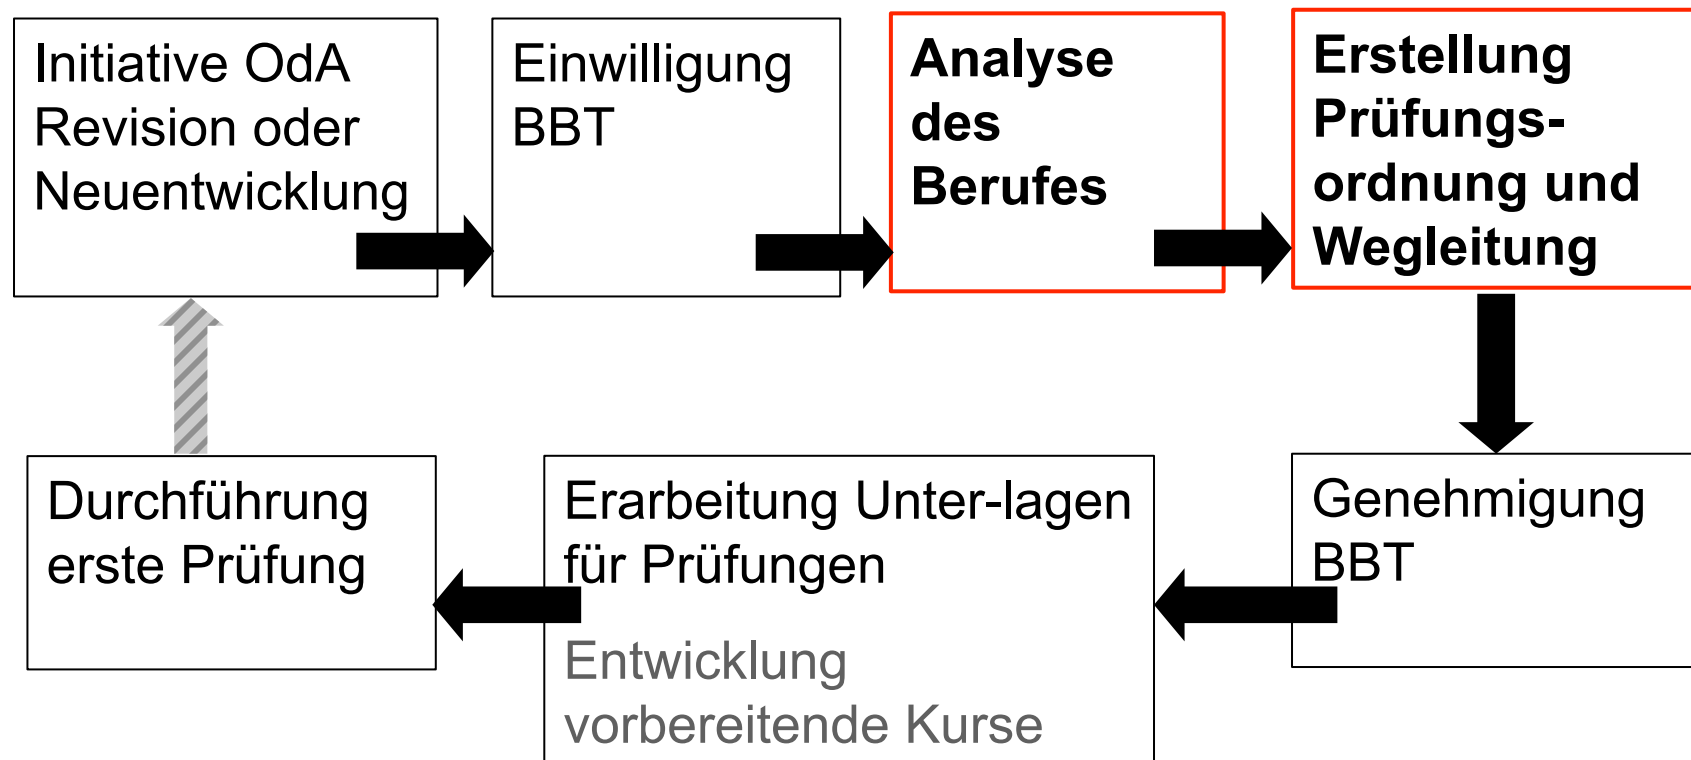 Initiative OdA
Revision oder
Neuentwicklung
Einwilligung
BBT
Analyse
des
Berufes
Erstellung
Prüfungs-
ordnung und
Wegleitung
Durchführung
erste Prüfung
Erarbeitung Unter-lagen
für Prüfungen
Entwicklung
vorbereitende Kurse
Genehmigung
BBT